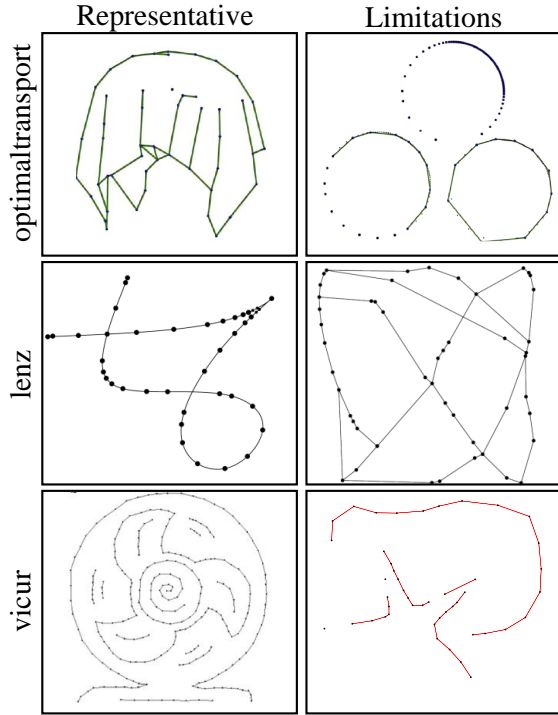 Representative
Limitations
optimaltransport
lenz
vicur